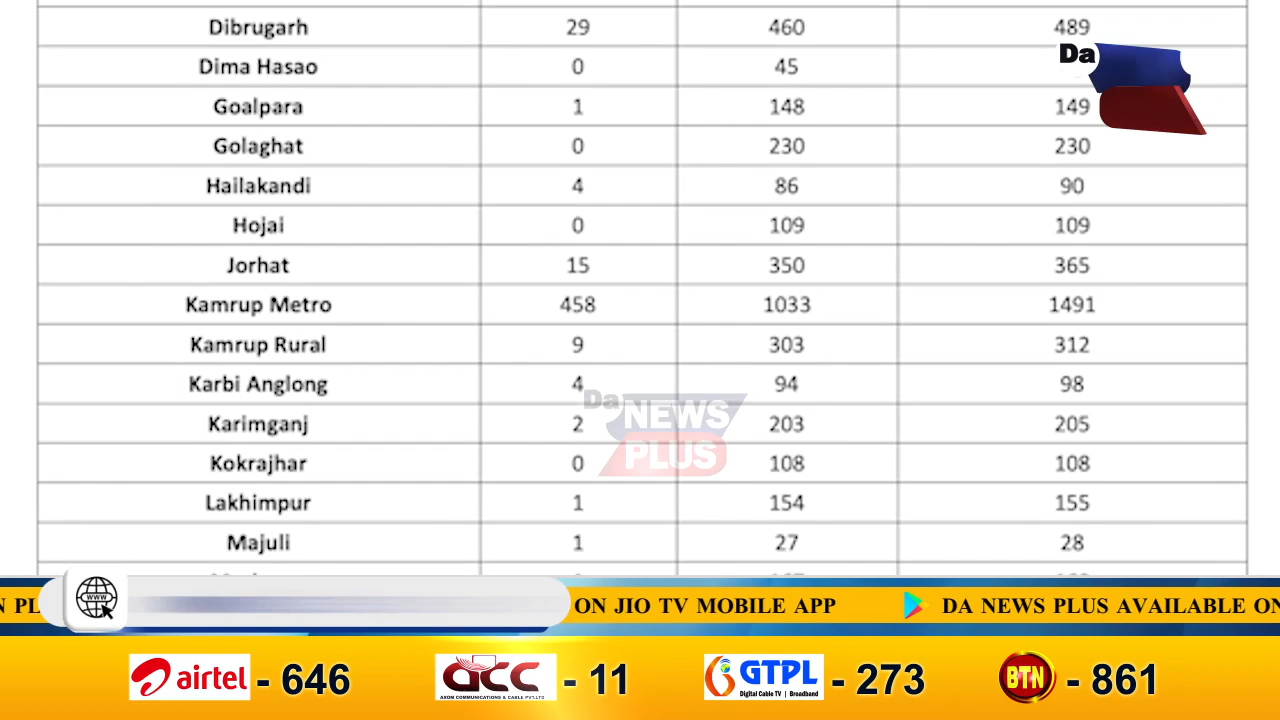 Dibrugarh 29 460 489
Dima Hasao 0 45
Da
Goalpara 1 148 149
Golaghat 0 230 230
Hailakandi 4 86 90
Hojai 0 109 109
Jorhat 15 350 365
Kamrup Metro 458 1033 1491
Kamrup Rural 9 303 312
Karbi Anglong 4 94 98
Da NEWS PLUS
Karimganj 2 203 205
Kokrajhar 0 108 108
Lakhimpur 1 154 155
Majuli 1 27 28
WWW
ON JIO TV MOBILE APP DA NEWS PLUS AVAILABLE ON
airtel - 646 acc AXOM COMMUNICATIONS & CABLE PVT.LTD - 11 GTPL Digital Cable TV | Broadband - 273 BTN - 861